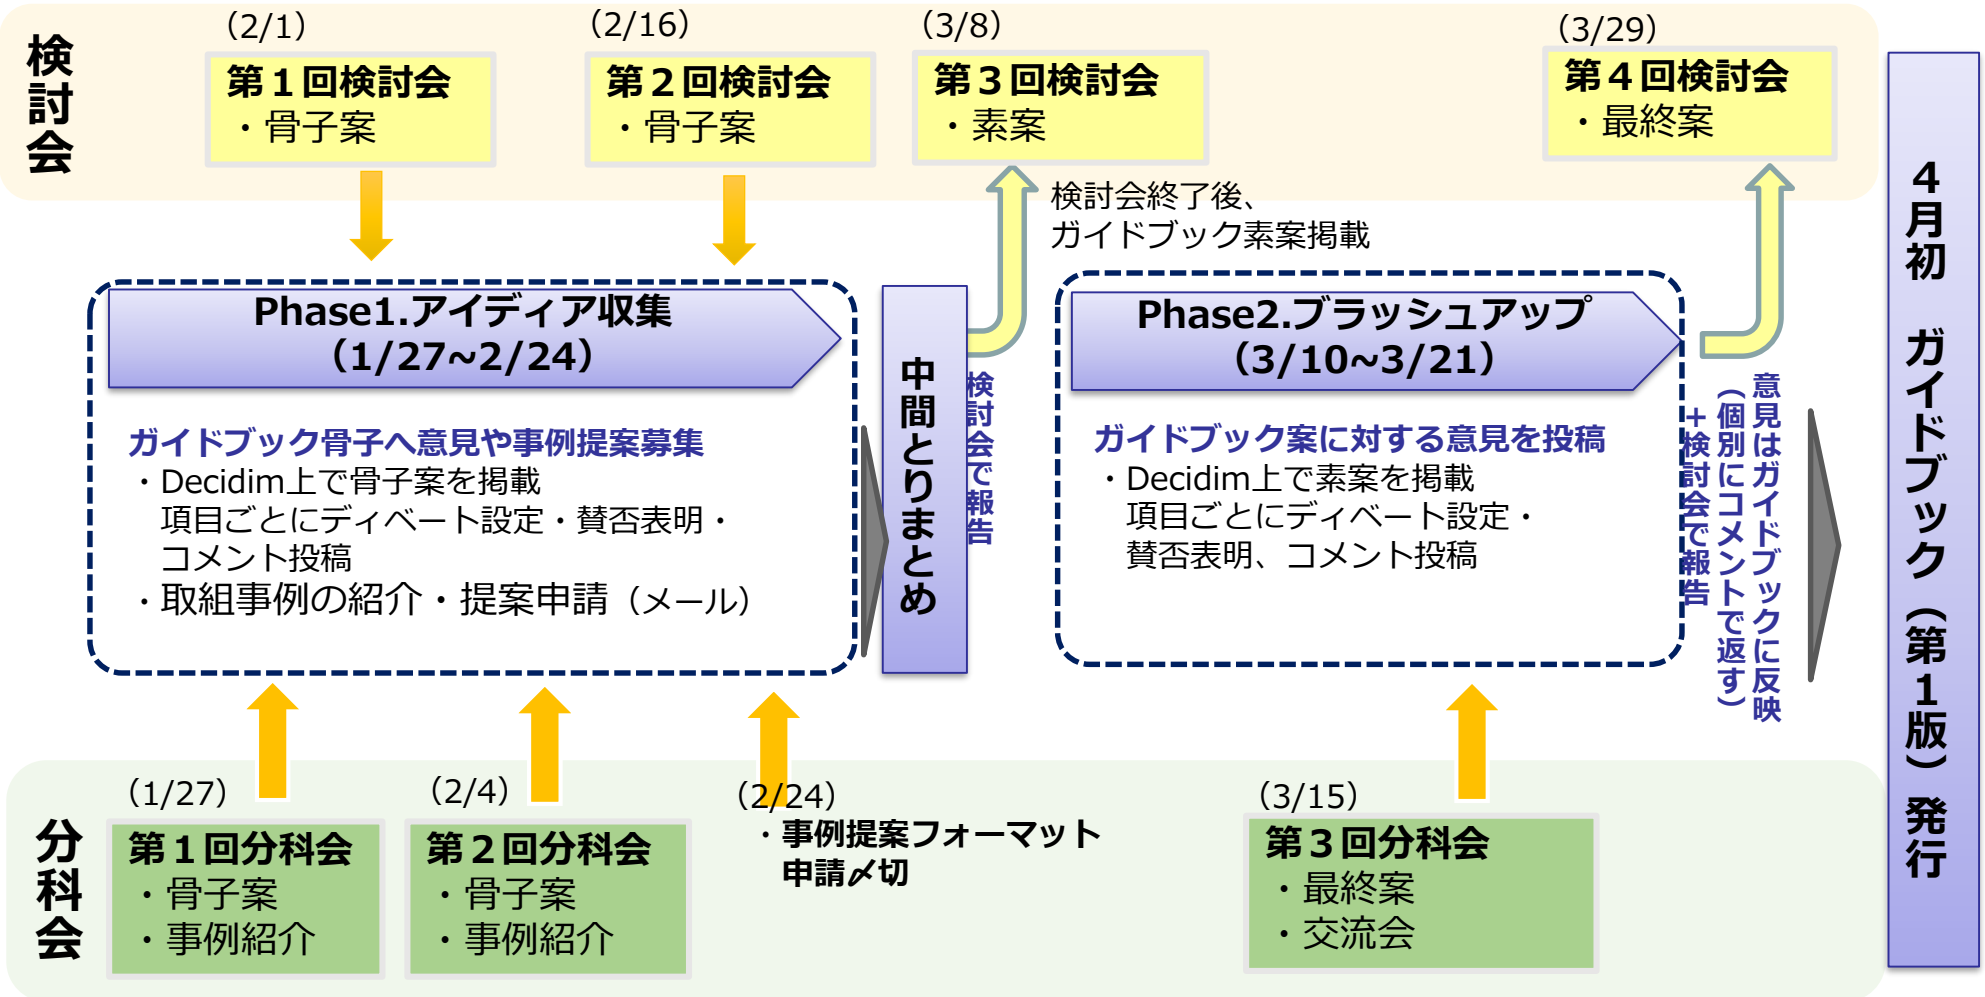 検討会
（2/1）
第１回検討会
・骨子案
（2/16）
第２回検討会
・骨子案
（3/8）
第３回検討会
・素案
（3/29）
第４回検討会
・最終案
検討会終了後、
ガイドブック素案掲載
Phase1.アイディア収集
（1/27~2/24）
ガイドブック骨子へ意見や事例提案募集
・Decidim上で骨子案を掲載
項目ごとにディベート設定・賛否表明・
コメント投稿
・取組事例の紹介・提案申請（メール）
中間とりまとめ
検討会で報告
Phase2.ブラッシュアップ
（3/10~3/21）
ガイドブック案に対する意見を投稿
・Decidim上で素案を掲載
項目ごとにディベート設定・
賛否表明、コメント投稿
意見はガイドブックに反映
（個別にコメントで返す）
＋検討会で報告
４月初　ガイドブック（第１版）発行
分科会
（1/27）
第１回分科会
・骨子案
・事例紹介
（2/4）
第２回分科会
・骨子案
・事例紹介
（2/24）
・事例提案フォーマット
申請〆切
（3/15）
第３回分科会
・最終案
・交流会